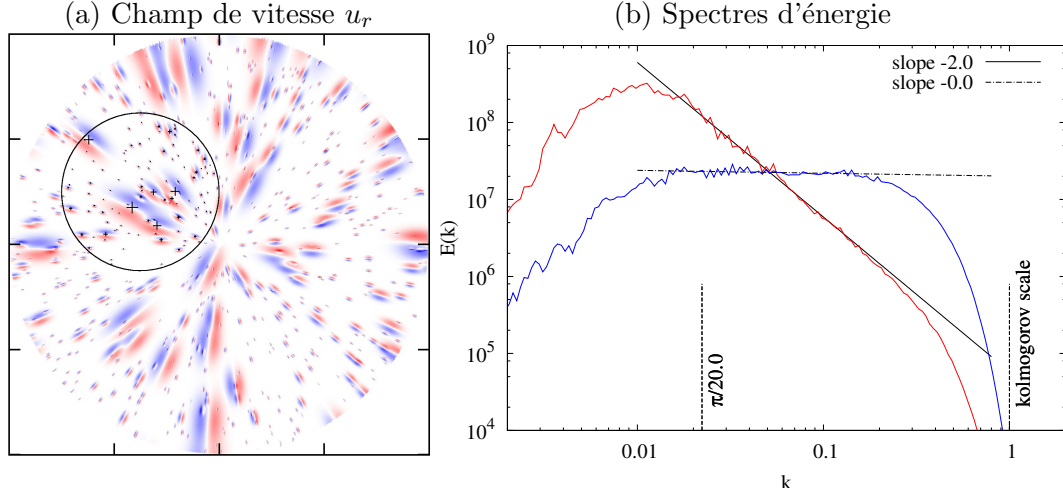 (a) Champ de vitesse u_r
(b) Spectres d'énergie
10^9
10^8
10^7
10^6
10^5
10^4
E(k)
slope -2.0
slope -0.0
π/20.0
kolmogorov scale
0.01
0.1
1
k